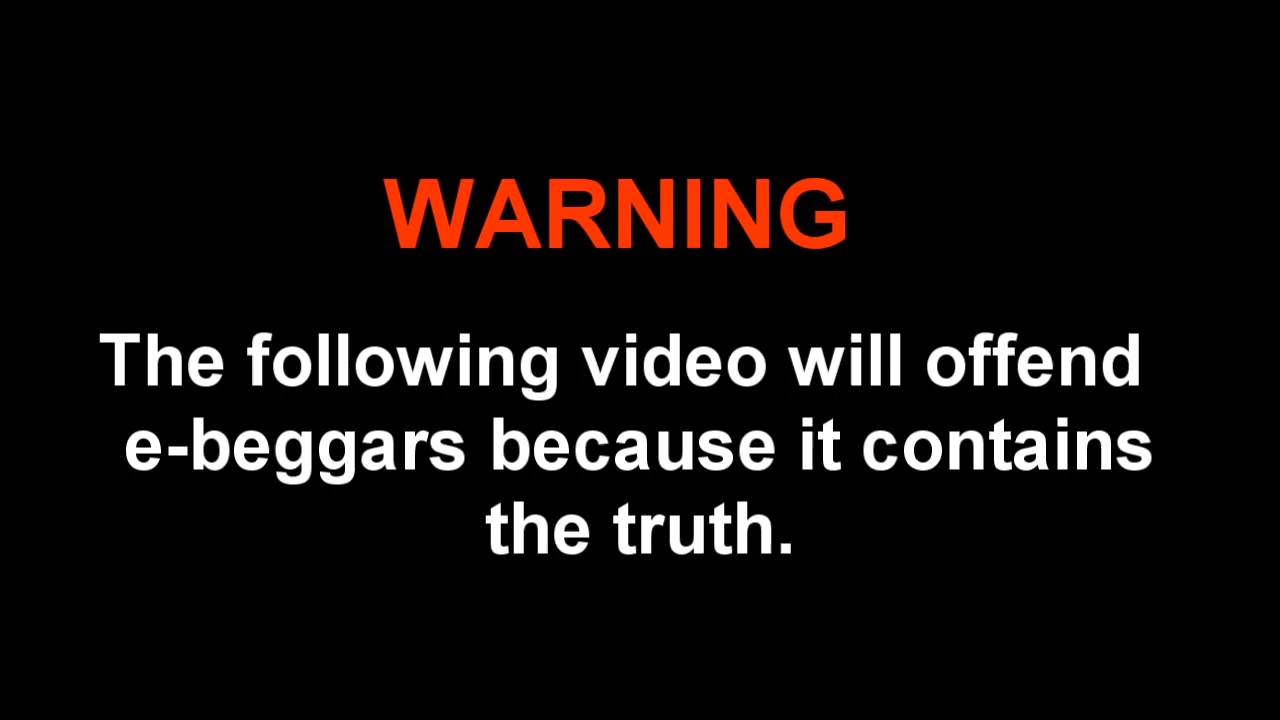 WARNING
The following video will offend
e-beggars because it contains
the truth.